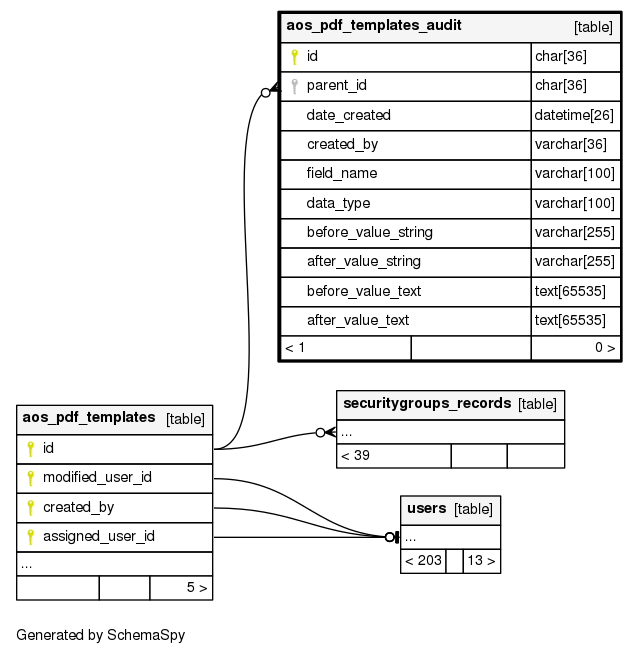 aos_pdf_templates_audit [table]
id char[36]
parent_id char[36]
date_created datetime[26]
created_by varchar[36]
field_name varchar[100]
data_type varchar[100]
before_value_string varchar[255]
after_value_string varchar[255]
before_value_text text[65535]
after_value_text text[65535]
< 1 0 >
securitygroups_records [table]
...
< 39
aos_pdf_templates [table]
id
modified_user_id
created_by
assigned_user_id
...
5 >
users [table]
...
< 203 13 >
Generated by SchemaSpy